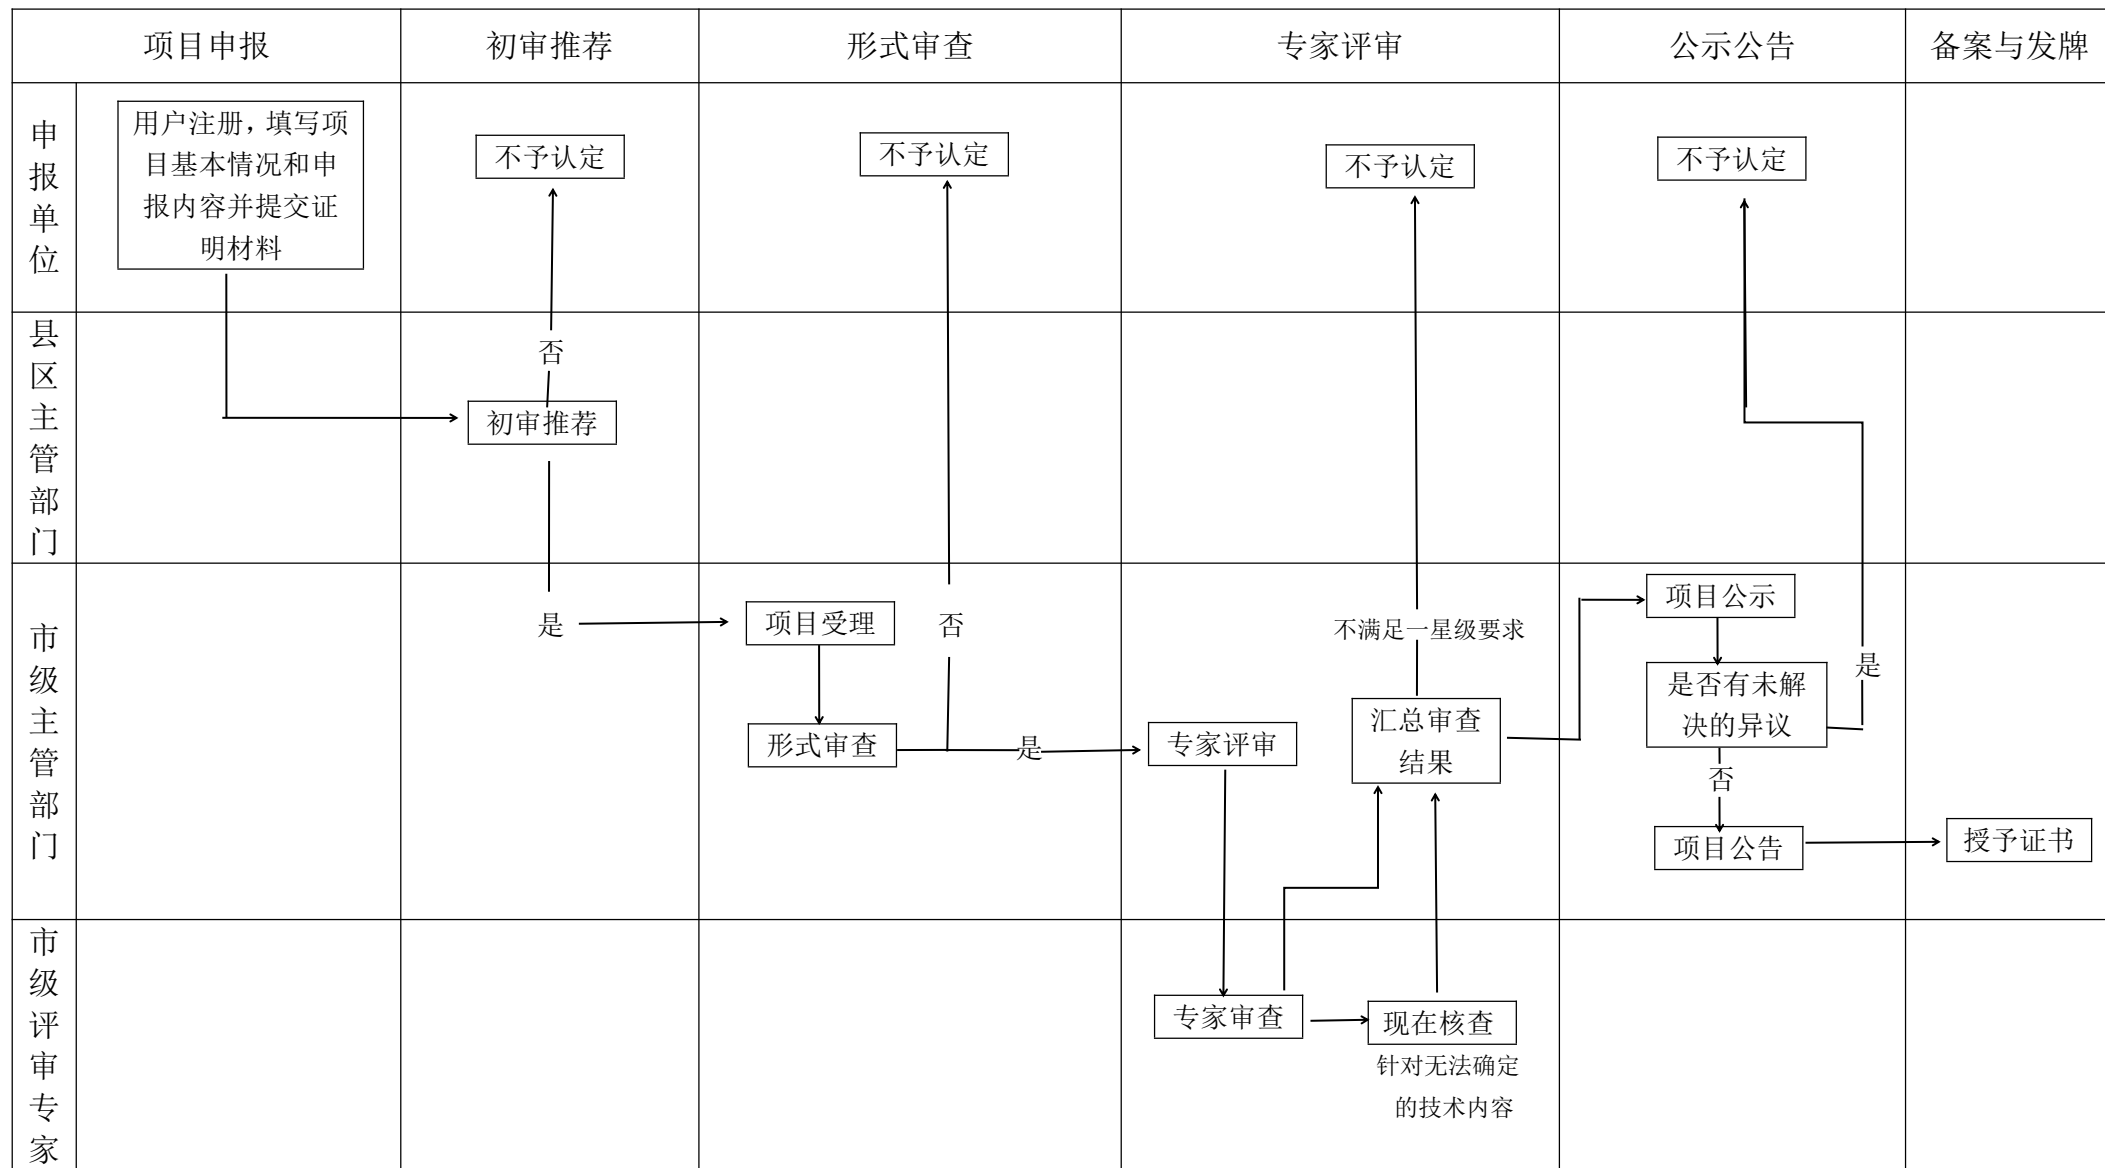 项目申报
初审推荐
形式审查
专家评审
公示公告
备案与发牌
申
报
单
位
用户注册，填写项
目基本情况和申
报内容并提交证
明材料
不予认定
不予认定
不予认定
不予认定
县
区
主
管
部
门
否
初审推荐
市
级
主
管
部
门
是
项目受理
否
形式审查
是
专家评审
不满足一星级要求
汇总审查
结果
项目公示
是否有未解
决的异议
是
否
项目公告
授予证书
市
级
评
审
专
家
专家审查
现在核查
针对无法确定
的技术内容